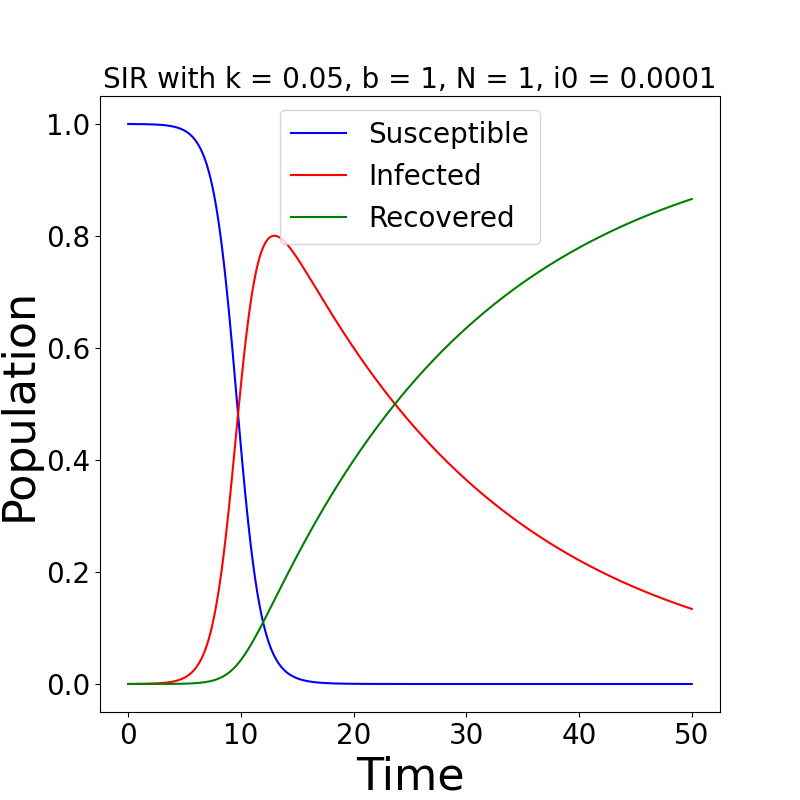 SIR with k = 0.05, b = 1, N = 1, i0 = 0.0001
Susceptible
Infected
Recovered
Population
1.0
0.8
0.6
0.4
0.2
0.0
0 10 20 30 40 50
Time